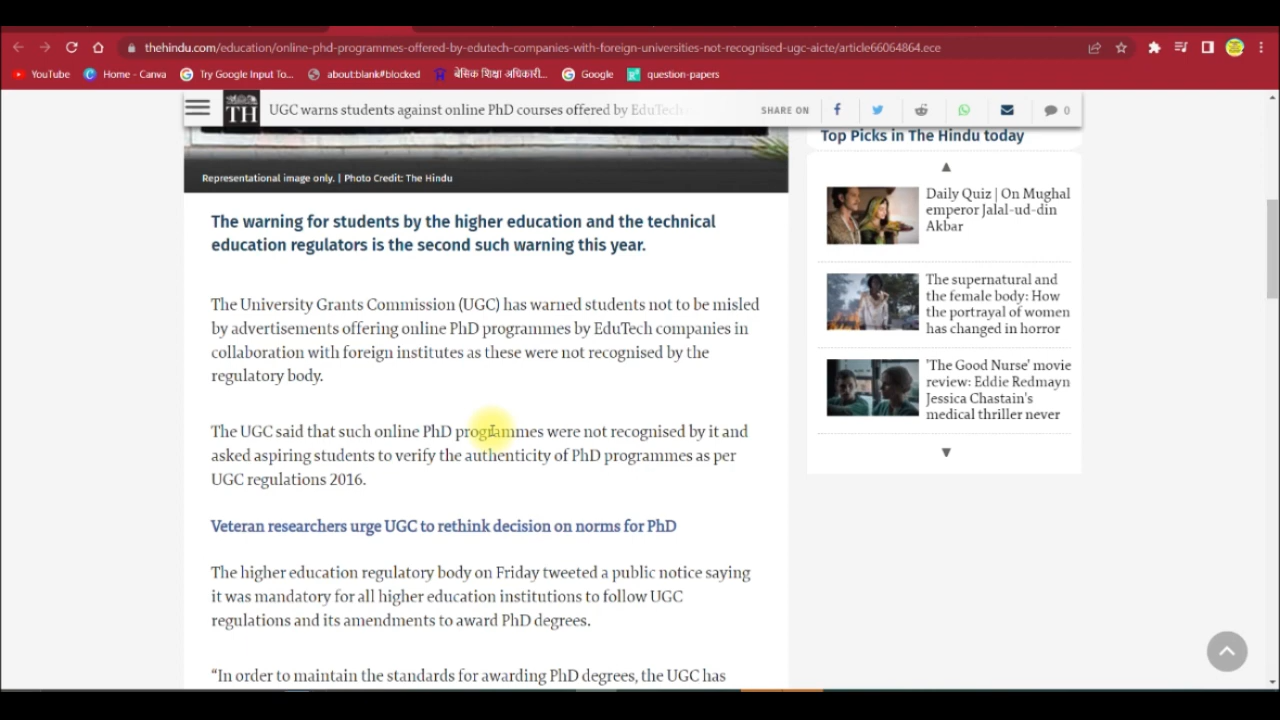 thehindu.com/education/online-phd-programmes-offered-by-edutech-companies-with-foreign-universities-not-recognised-ugc-aicte/article66064864.ece
YouTube Home - Canva Try Google Input To... about:blank#blocked बेसिक शिक्षा अधिकारी... Google question-papers
TH UGC warns students against online PhD courses offered by EduTech SHARE ON 0
Representational image only. | Photo Credit: The Hindu
The warning for students by the higher education and the technical
education regulators is the second such warning this year.
The University Grants Commission (UGC) has warned students not to be misled
by advertisements offering online PhD programmes by EduTech companies in
collaboration with foreign institutes as these were not recognised by the
regulatory body.
The UGC said that such online PhD programmes were not recognised by it and
asked aspiring students to verify the authenticity of PhD programmes as per
UGC regulations 2016.
Veteran researchers urge UGC to rethink decision on norms for PhD
The higher education regulatory body on Friday tweeted a public notice saying
it was mandatory for all higher education institutions to follow UGC
regulations and its amendments to award PhD degrees.
“In order to maintain the standards for awarding PhD degrees, the UGC has
Top Picks in The Hindu today
Daily Quiz | On Mughal
emperor Jalal-ud-din
Akbar
The supernatural and
the female body: How
the portrayal of women
has changed in horror
'The Good Nurse' movie
review: Eddie Redmayn
Jessica Chastain's
medical thriller never